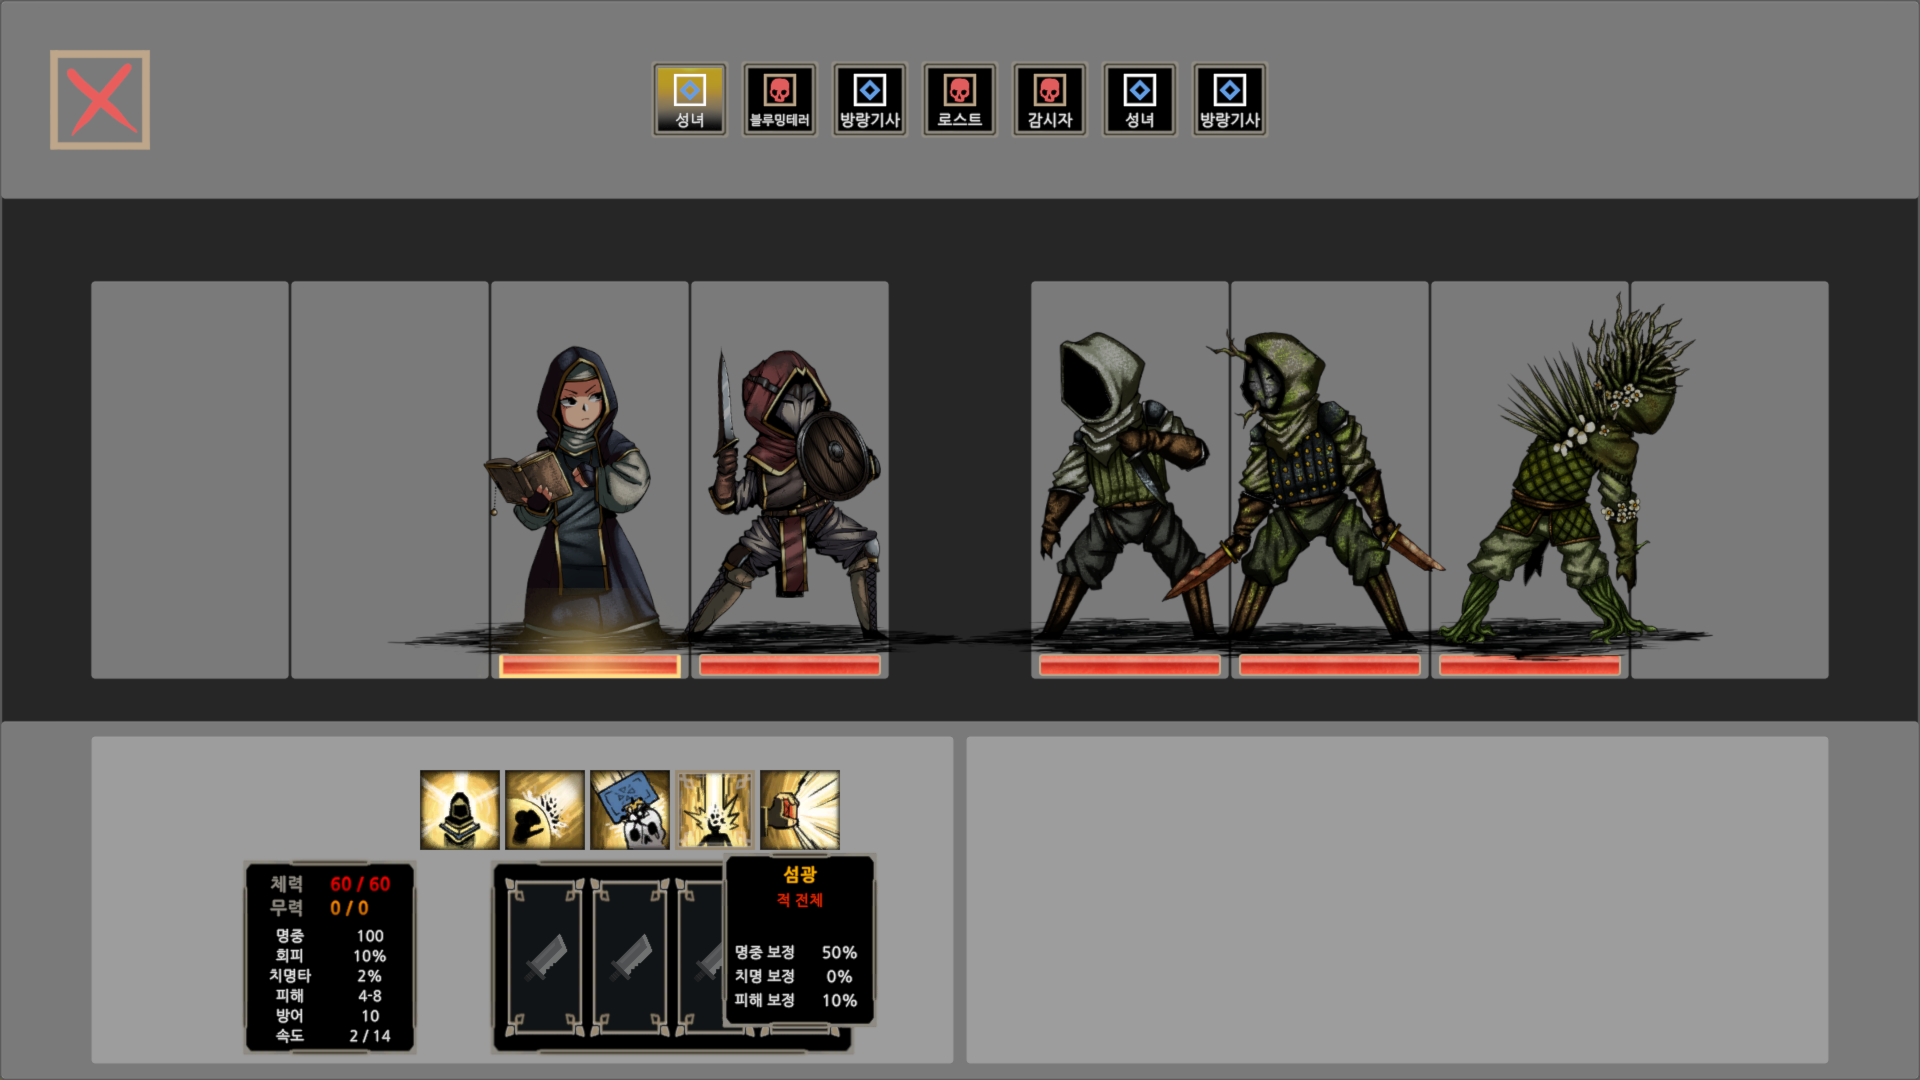 성녀
블루밍테러
방랑기사
로스트
감시자
성녀
방랑기사
체력 60 / 60
무력 0 / 0
명중 100
회피 10%
치명타 2%
피해 4-8
방어 10
속도 2 / 14
섬광
적 전체
명중 보정 50%
치명 보정 0%
피해 보정 10%